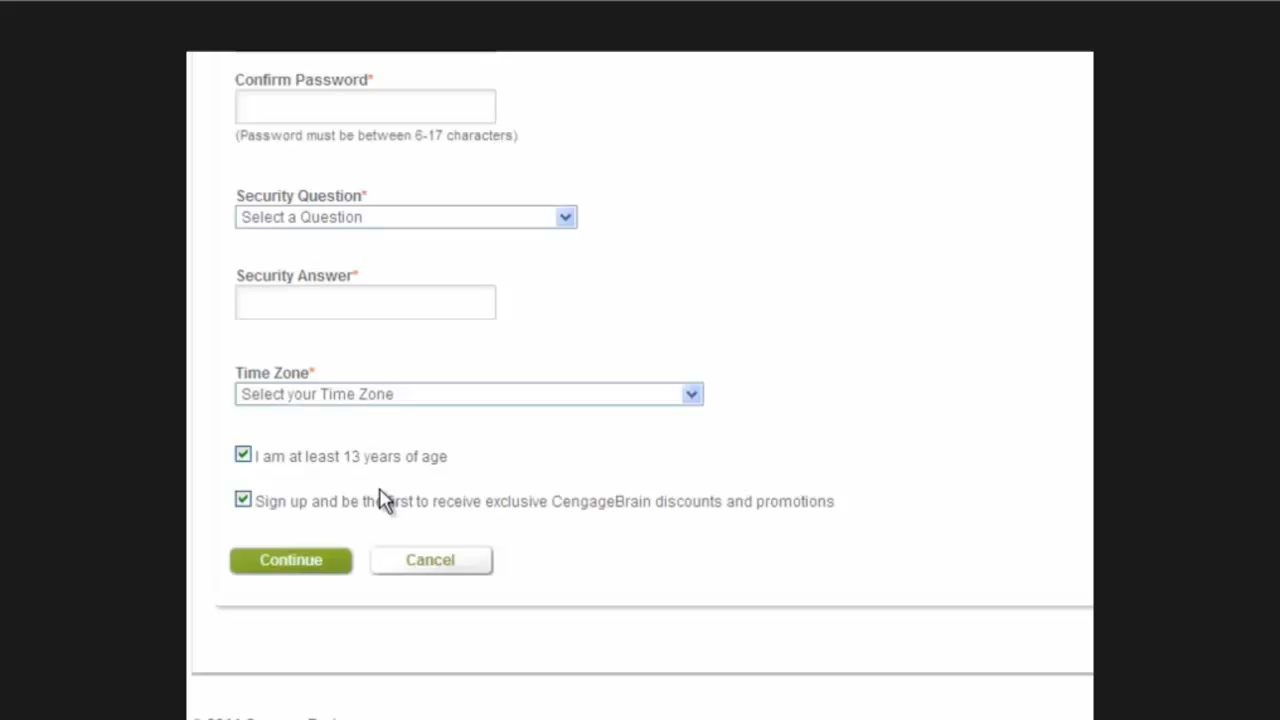 Confirm Password*
(Password must be between 6-17 characters)
Security Question*
Select a Question
Security Answer*
Time Zone*
Select your Time Zone
I am at least 13 years of age
Sign up and be the first to receive exclusive CengageBrain discounts and promotions
Continue
Cancel